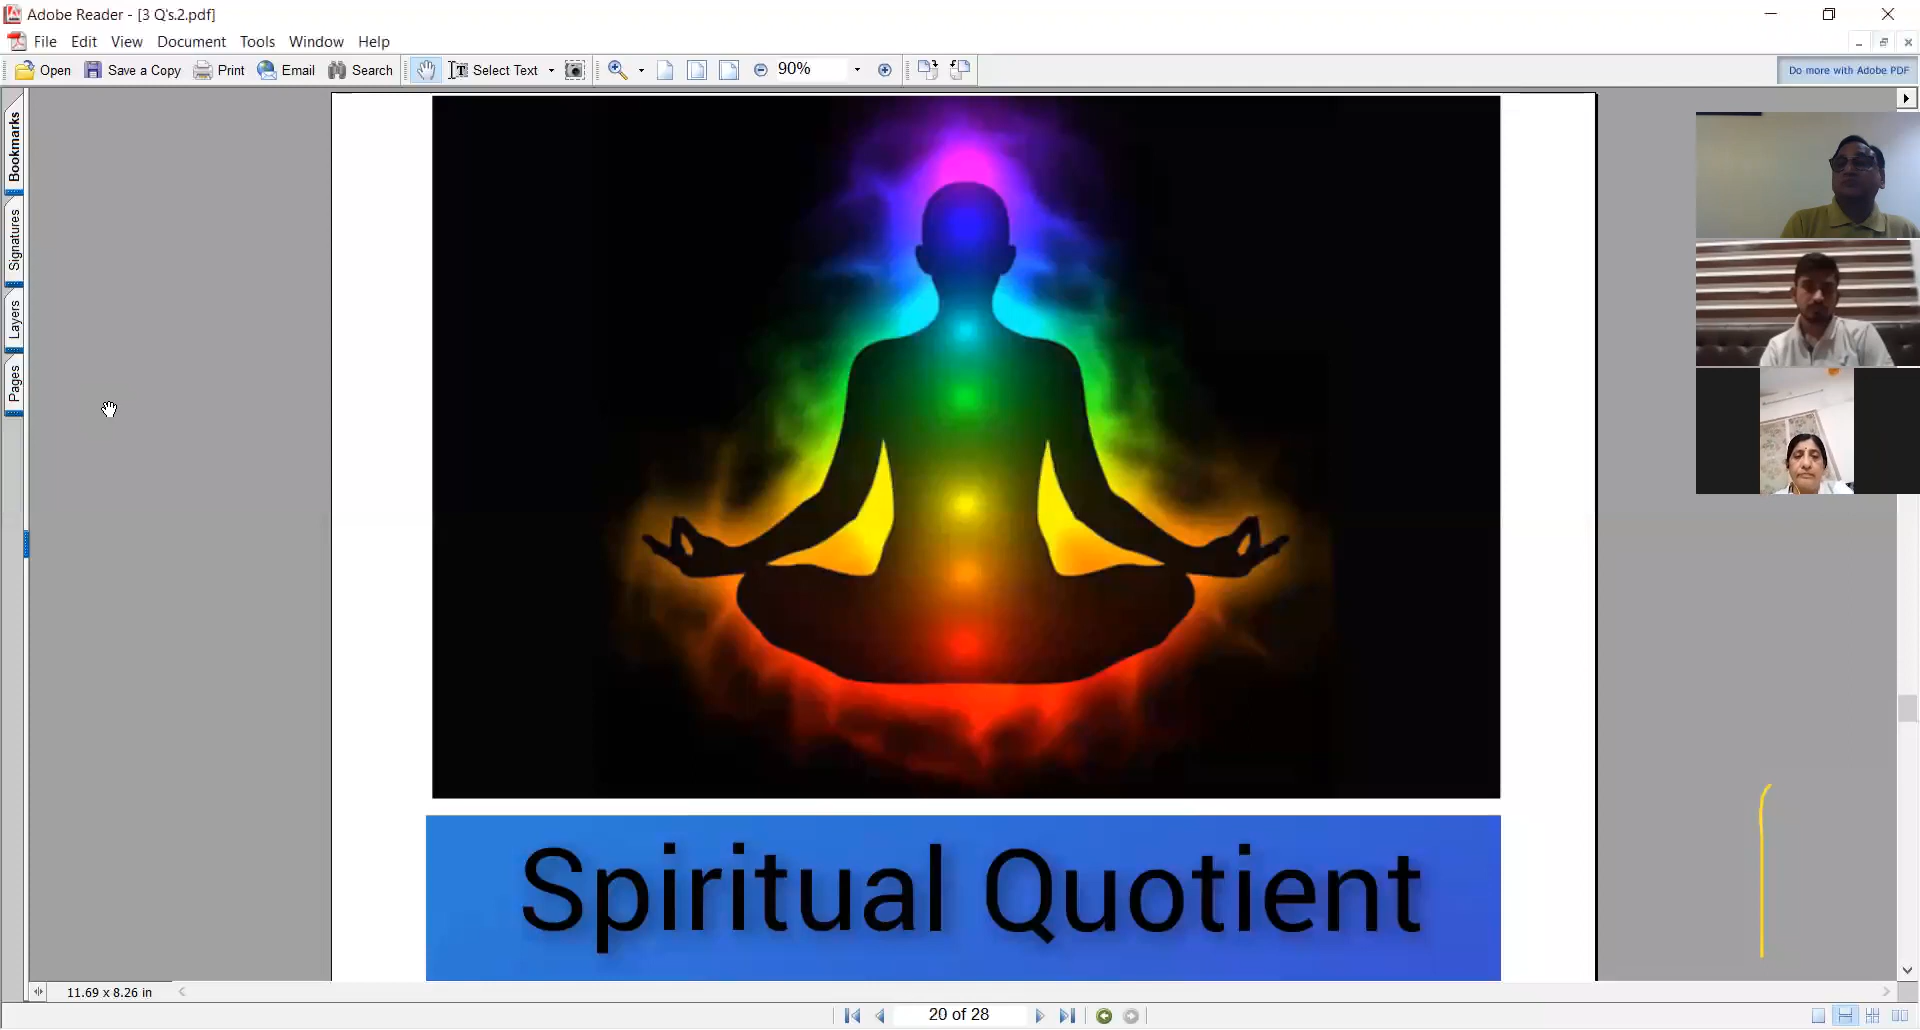 Adobe Reader - [3 Q's.2.pdf]
File Edit View Document Tools Window Help
Open Save a Copy Print Email Search Select Text 90% Do more with Adobe PDF
Bookmarks
Signatures
Layers
Pages
Spiritual Quotient
11.69 x 8.26 in
20 of 28